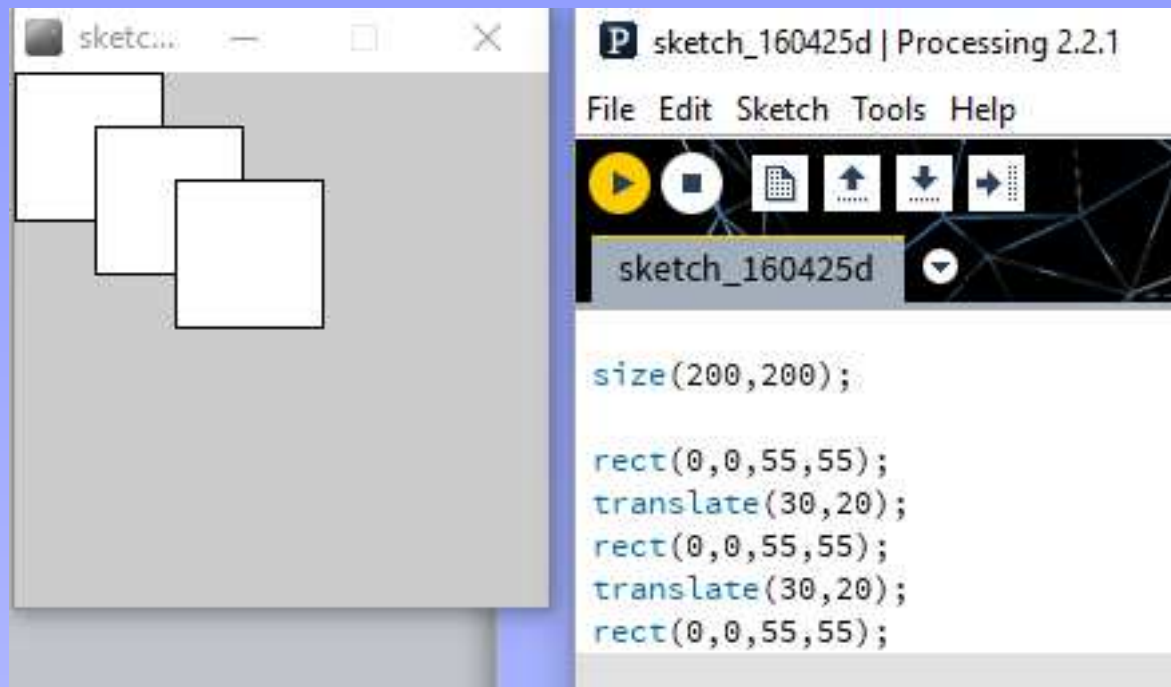 sketc...
sketch_160425d | Processing 2.2.1
File Edit Sketch Tools Help
sketch_160425d
size(200,200);
rect(0,0,55,55);
translate(30,20);
rect(0,0,55,55);
translate(30,20);
rect(0,0,55,55);